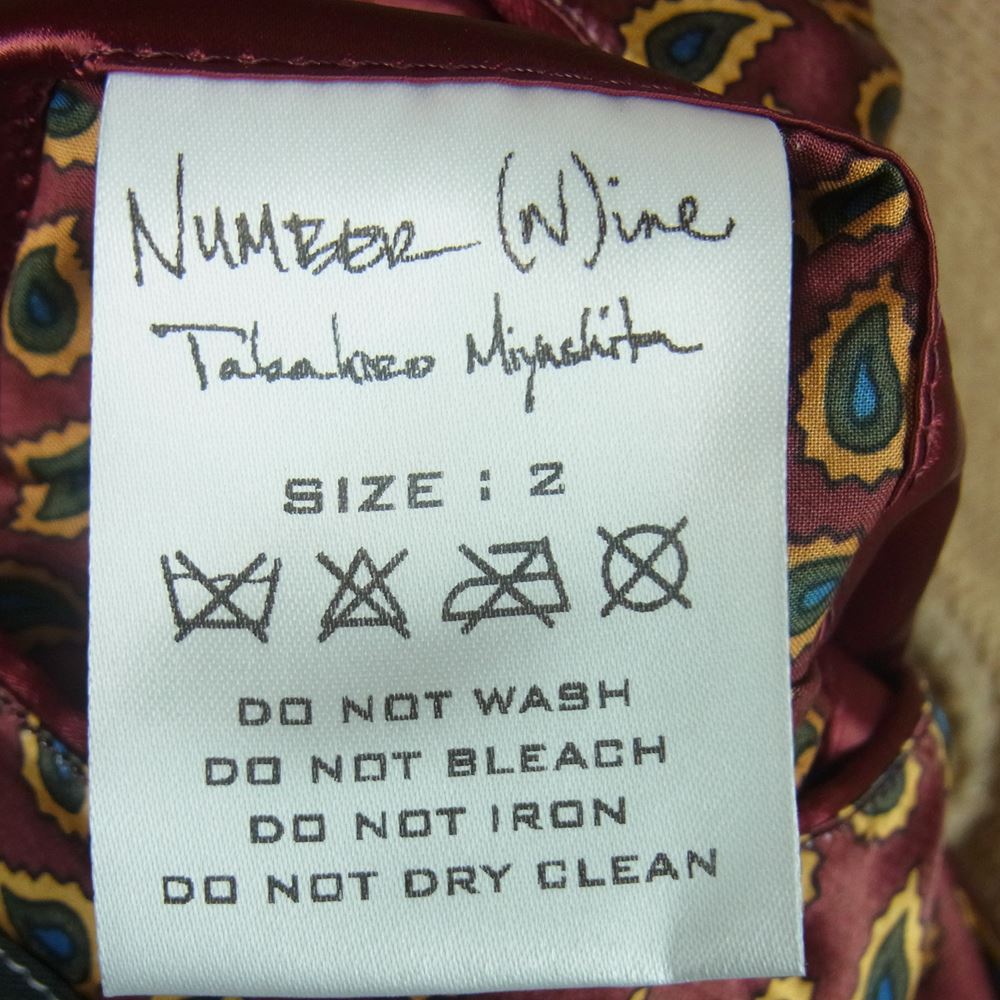 NUMBER (N)ine
Takahiro Miyashita
SIZE : 2
DO NOT WASH
DO NOT BLEACH
DO NOT IRON
DO NOT DRY CLEAN